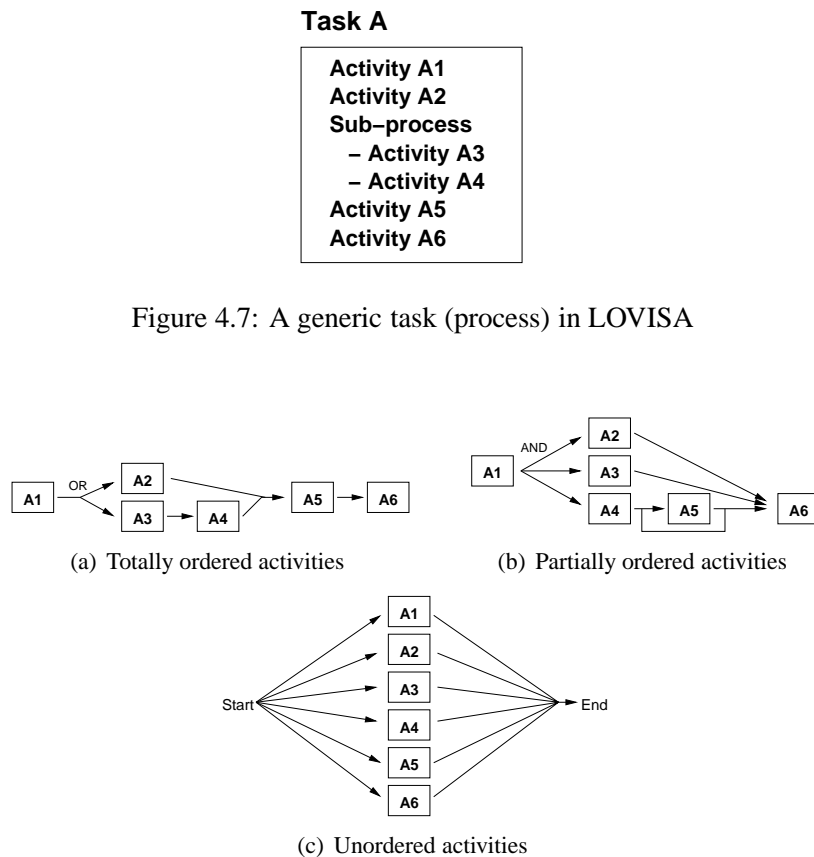 Task A
Activity A1
Activity A2
Sub−process
− Activity A3
− Activity A4
Activity A5
Activity A6
Figure 4.7: A generic task (process) in LOVISA
A1
OR
A2
A3
A4
A5
A6
(a) Totally ordered activities
A1
AND
A2
A3
A4
A5
A6
(b) Partially ordered activities
Start
A1
A2
A3
A4
A5
A6
End
(c) Unordered activities